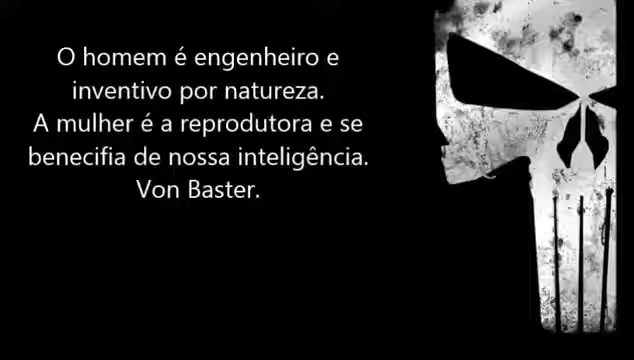 O homem é engenheiro e
inventivo por natureza.
A mulher é a reprodutora e se
benecifia de nossa inteligência.
Von Baster.